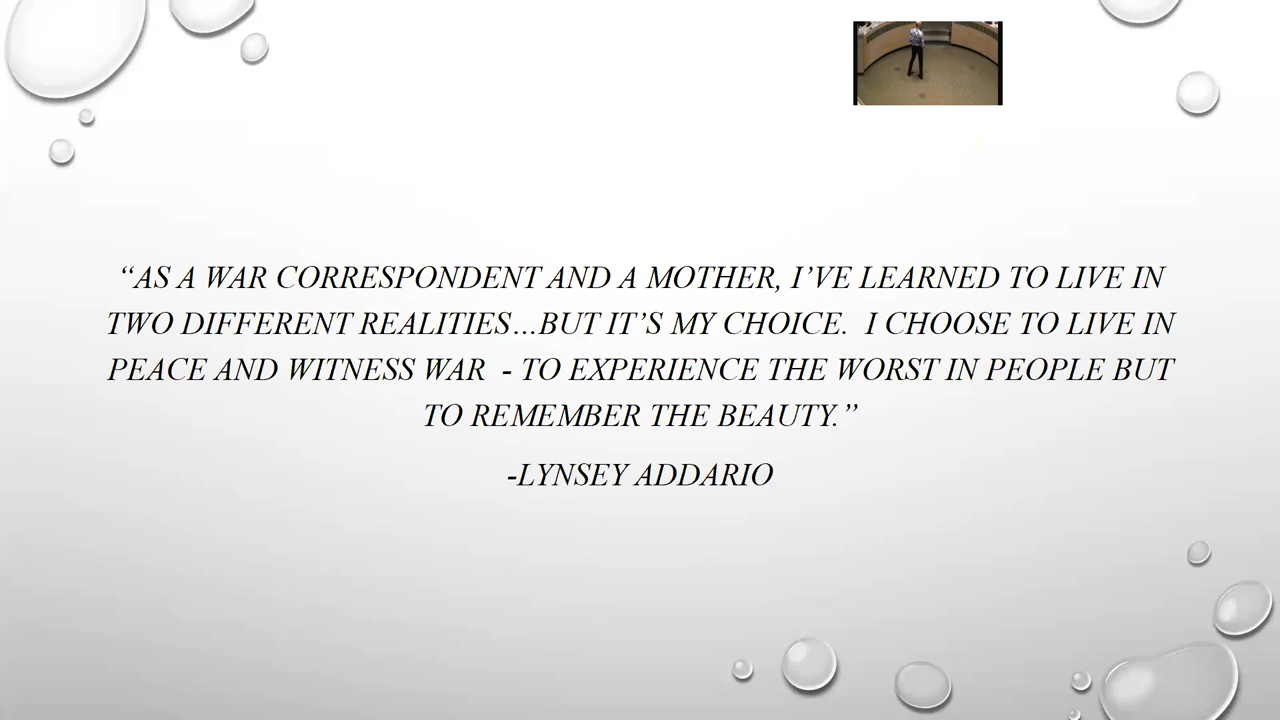 “AS A WAR CORRESPONDENT AND A MOTHER, I’VE LEARNED TO LIVE IN
TWO DIFFERENT REALITIES…BUT IT’S MY CHOICE.  I CHOOSE TO LIVE IN
PEACE AND WITNESS WAR  - TO EXPERIENCE THE WORST IN PEOPLE BUT
TO REMEMBER THE BEAUTY.”
-LYNSEY ADDARIO